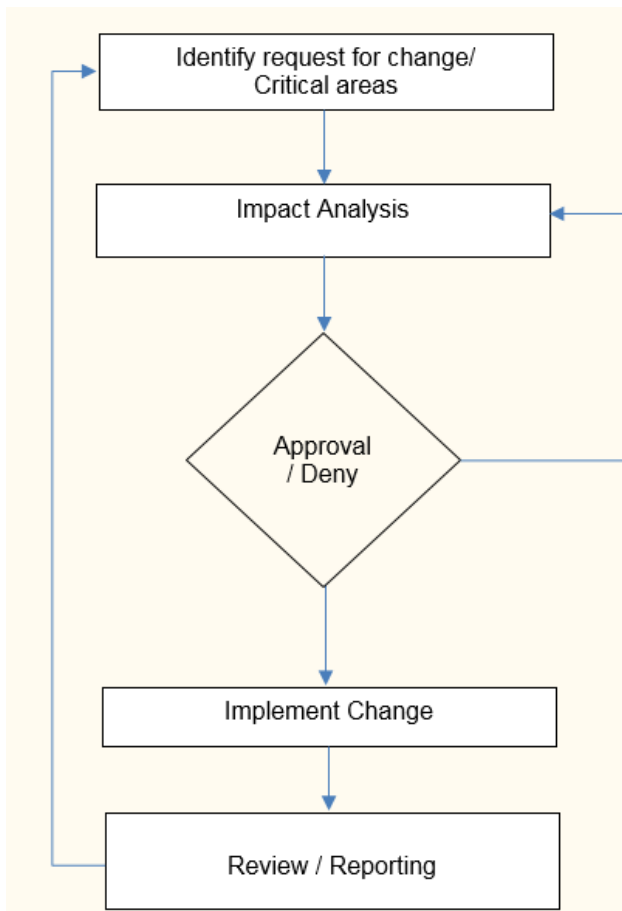 Identify request for change/
Critical areas
Impact Analysis
Approval
/ Deny
Implement Change
Review / Reporting